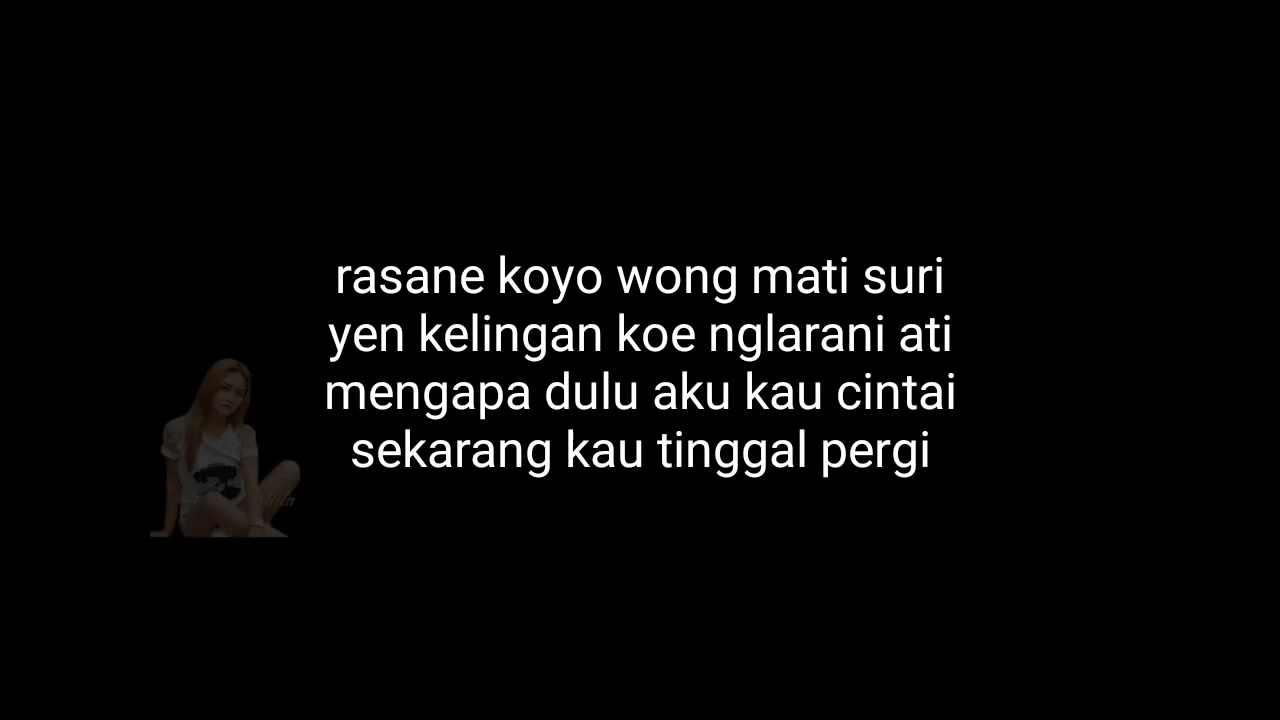 rasane koyo wong mati suri
yen kelingan koe nglarani ati
mengapa dulu aku kau cintai
sekarang kau tinggal pergi